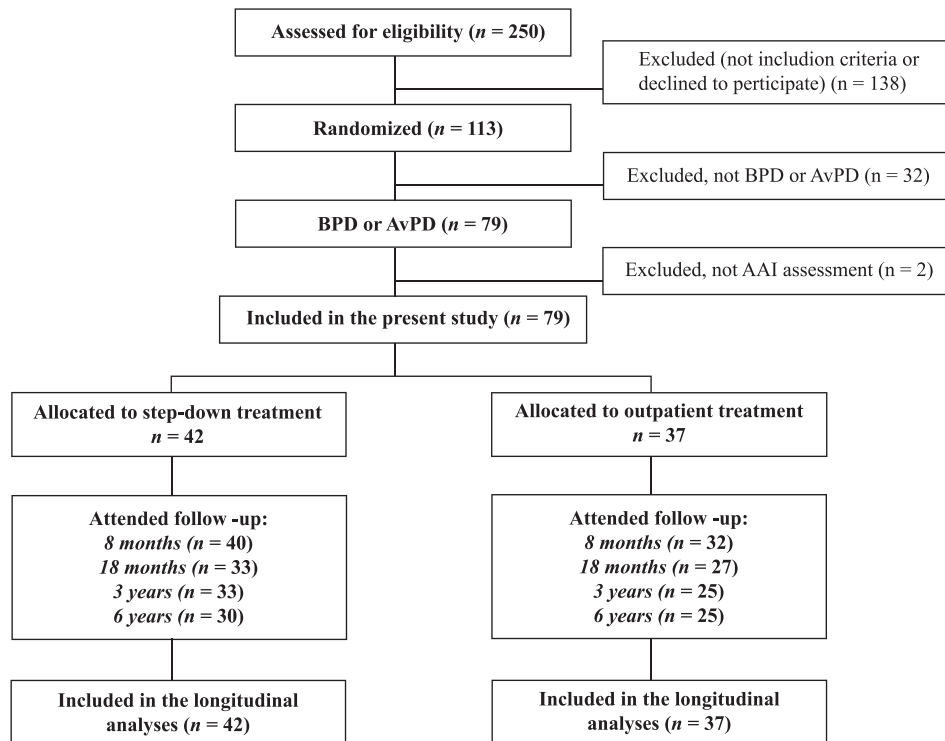 Assessed for eligibility (n = 250)
Excluded (not includion criteria or
declined to perticipate) (n = 138)
Randomized (n = 113)
Excluded, not BPD or AvPD (n = 32)
BPD or AvPD (n = 79)
Excluded, not AAI assessment (n = 2)
Included in the present study (n = 79)
Allocated to step-down treatment
n = 42
Allocated to outpatient treatment
n = 37
Attended follow -up:
8 months (n = 40)
18 months (n = 33)
3 years (n = 33)
6 years (n = 30)
Attended follow -up:
8 months (n = 32)
18 months (n = 27)
3 years (n = 25)
6 years (n = 25)
Included in the longitudinal
analyses (n = 42)
Included in the longitudinal
analyses (n = 37)